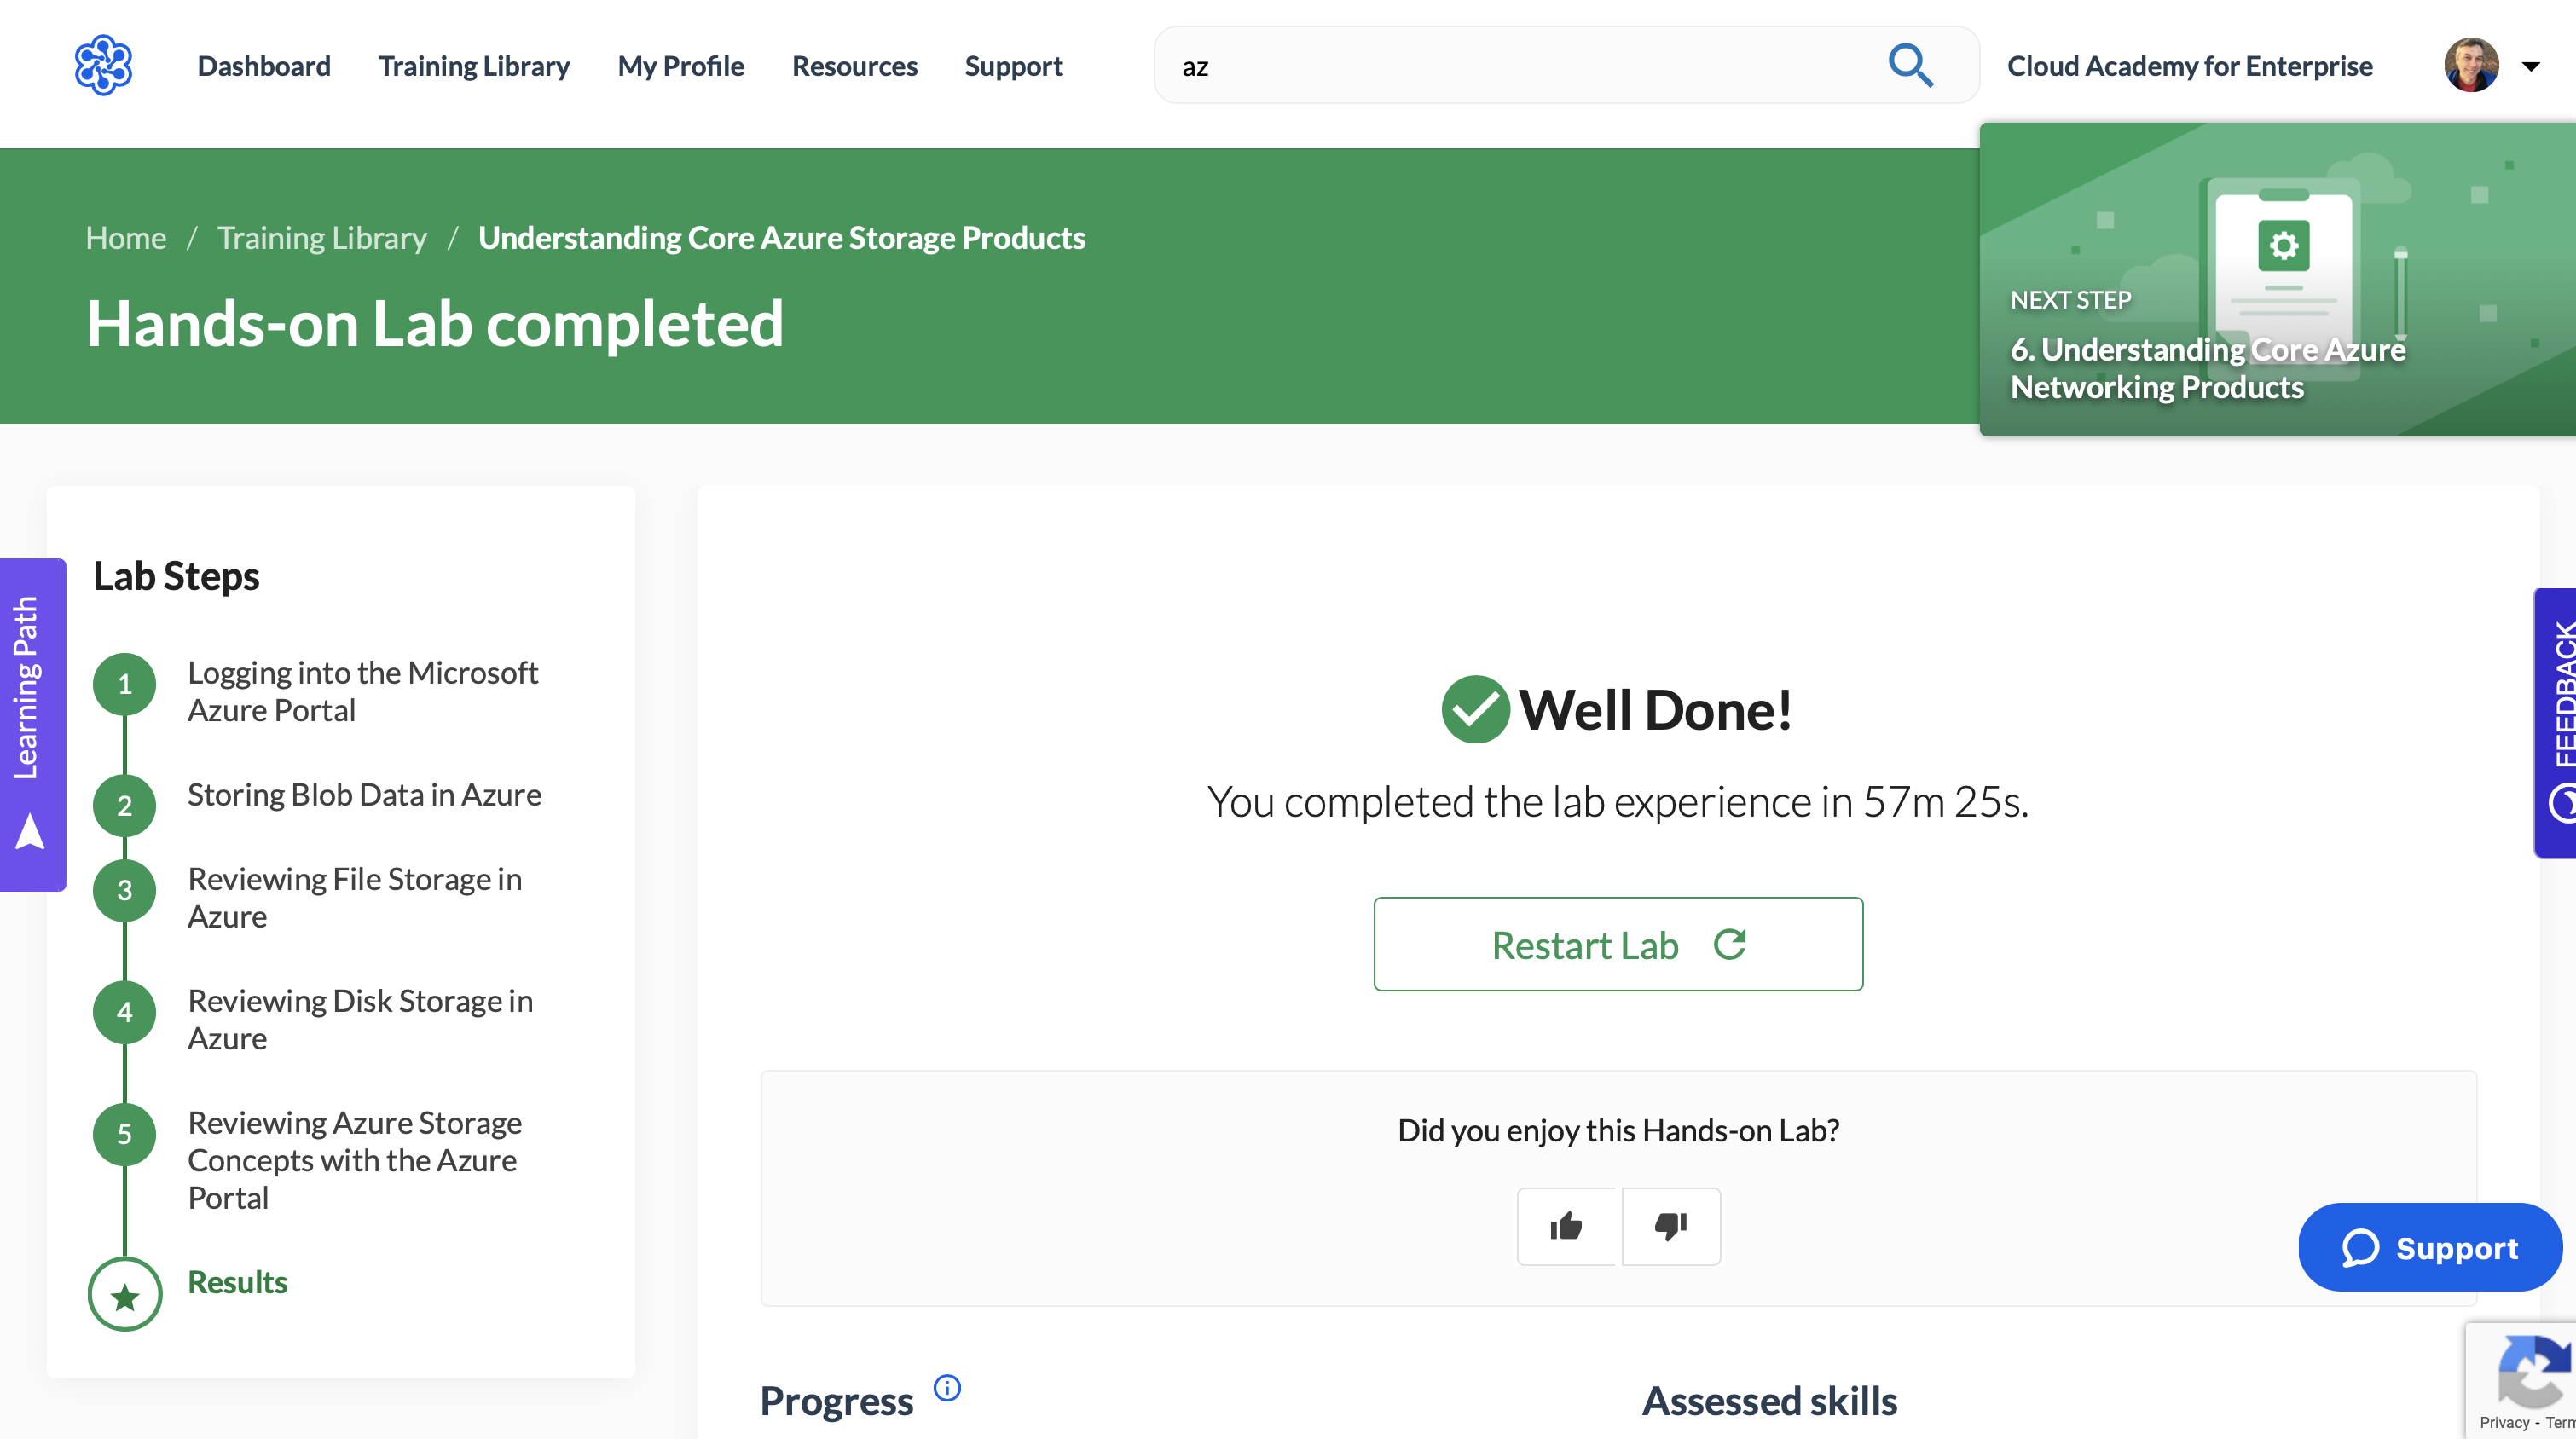 Dashboard
Training Library
My Profile
Resources
Support
az
Cloud Academy for Enterprise
Home / Training Library / Understanding Core Azure Storage Products
Hands-on Lab completed
NEXT STEP
6. Understanding Core Azure
Networking Products
Learning Path
Lab Steps
1
Logging into the Microsoft
Azure Portal
2
Storing Blob Data in Azure
3
Reviewing File Storage in
Azure
4
Reviewing Disk Storage in
Azure
5
Reviewing Azure Storage
Concepts with the Azure
Portal
Results
Well Done!
You completed the lab experience in 57m 25s.
Restart Lab
Did you enjoy this Hands-on Lab?
FEEDBACK
Support
Progress
Assessed skills
Privacy -